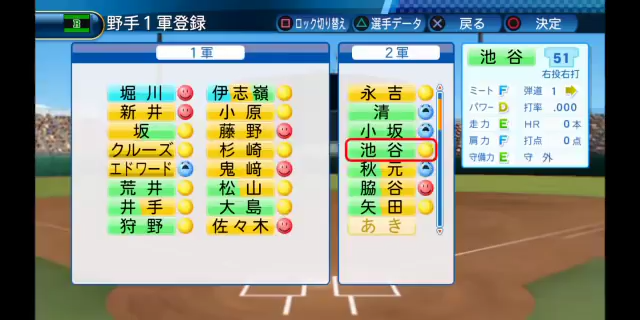 B 野手1軍登録 ロック切り替え 選手データ 戻る 決定
1軍
堀川 伊志嶺
新井 小原
坂 藤野
クルーズ 杉崎
エドワード 鬼崎
荒井 松山
井手 大島
狩野 佐々木
2軍
永吉
清
小坂
池谷
秋元
脇谷
矢田
あき
池谷 51
右投右打
ミート F 弾道 1
パワー D 打率 .000
走力 E HR 0本
肩力 F 打点 0点
守備力 E 守 外